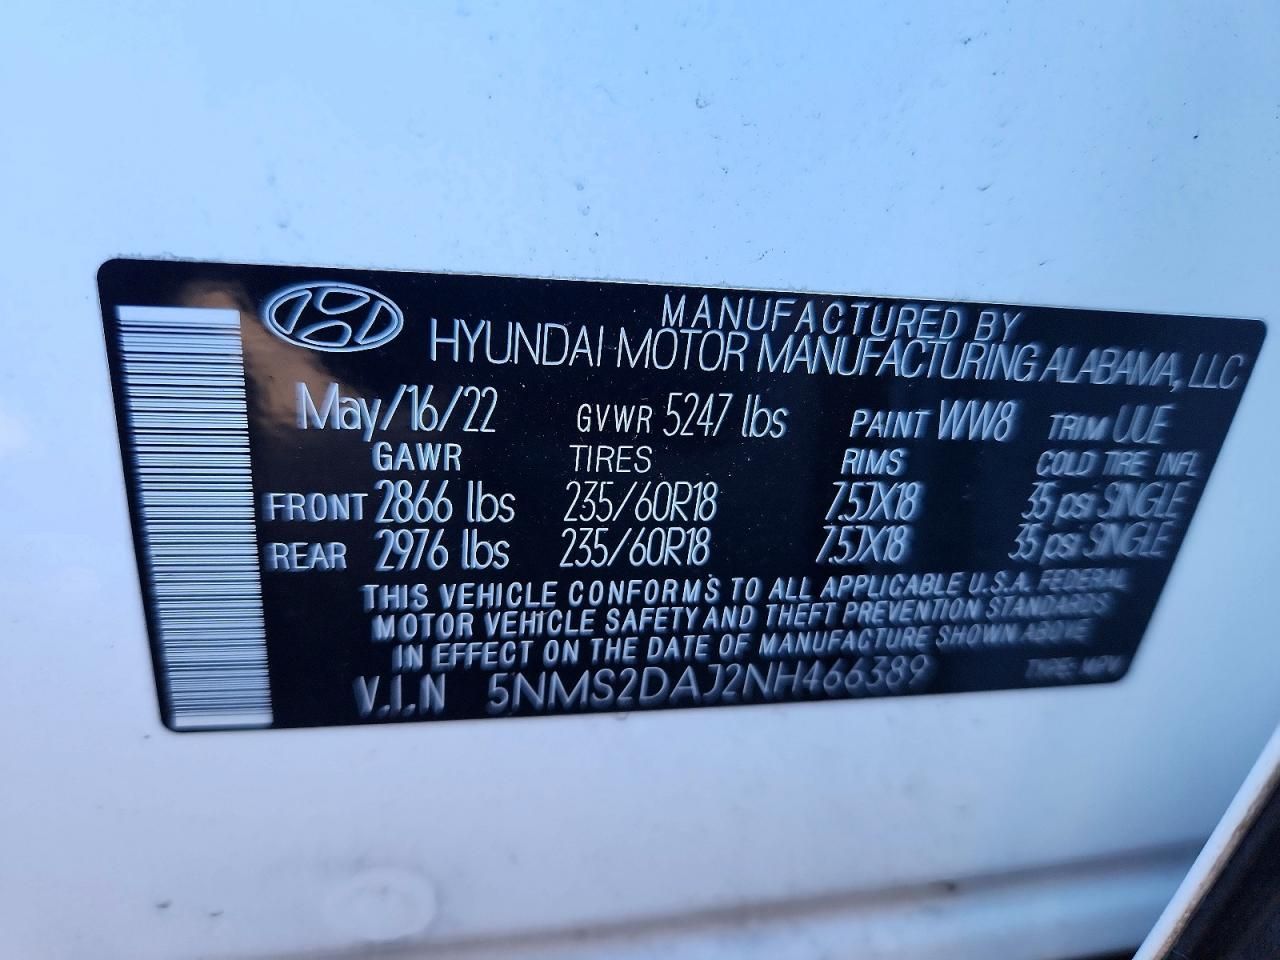 MANUFACTURED BY
HYUNDAI MOTOR MANUFACTURING ALABAMA, LLC
May/16/22 GVWR 5247 lbs PAINT WW8 TRIM UUE
GAWR TIRES RIMS COLD TIRE INFL
FRONT 2866 lbs 235/60R18 7.5JX18 35 psi SINGLE
REAR 2976 lbs 235/60R18 7.5JX18 35 psi SINGLE
THIS VEHICLE CONFORMS TO ALL APPLICABLE U.S.A. FEDERAL
MOTOR VEHICLE SAFETY AND THEFT PREVENTION STANDARDS
IN EFFECT ON THE DATE OF MANUFACTURE SHOWN ABOVE
V.I.N 5NMS2DAJ2NH466389 TYPE: MPV